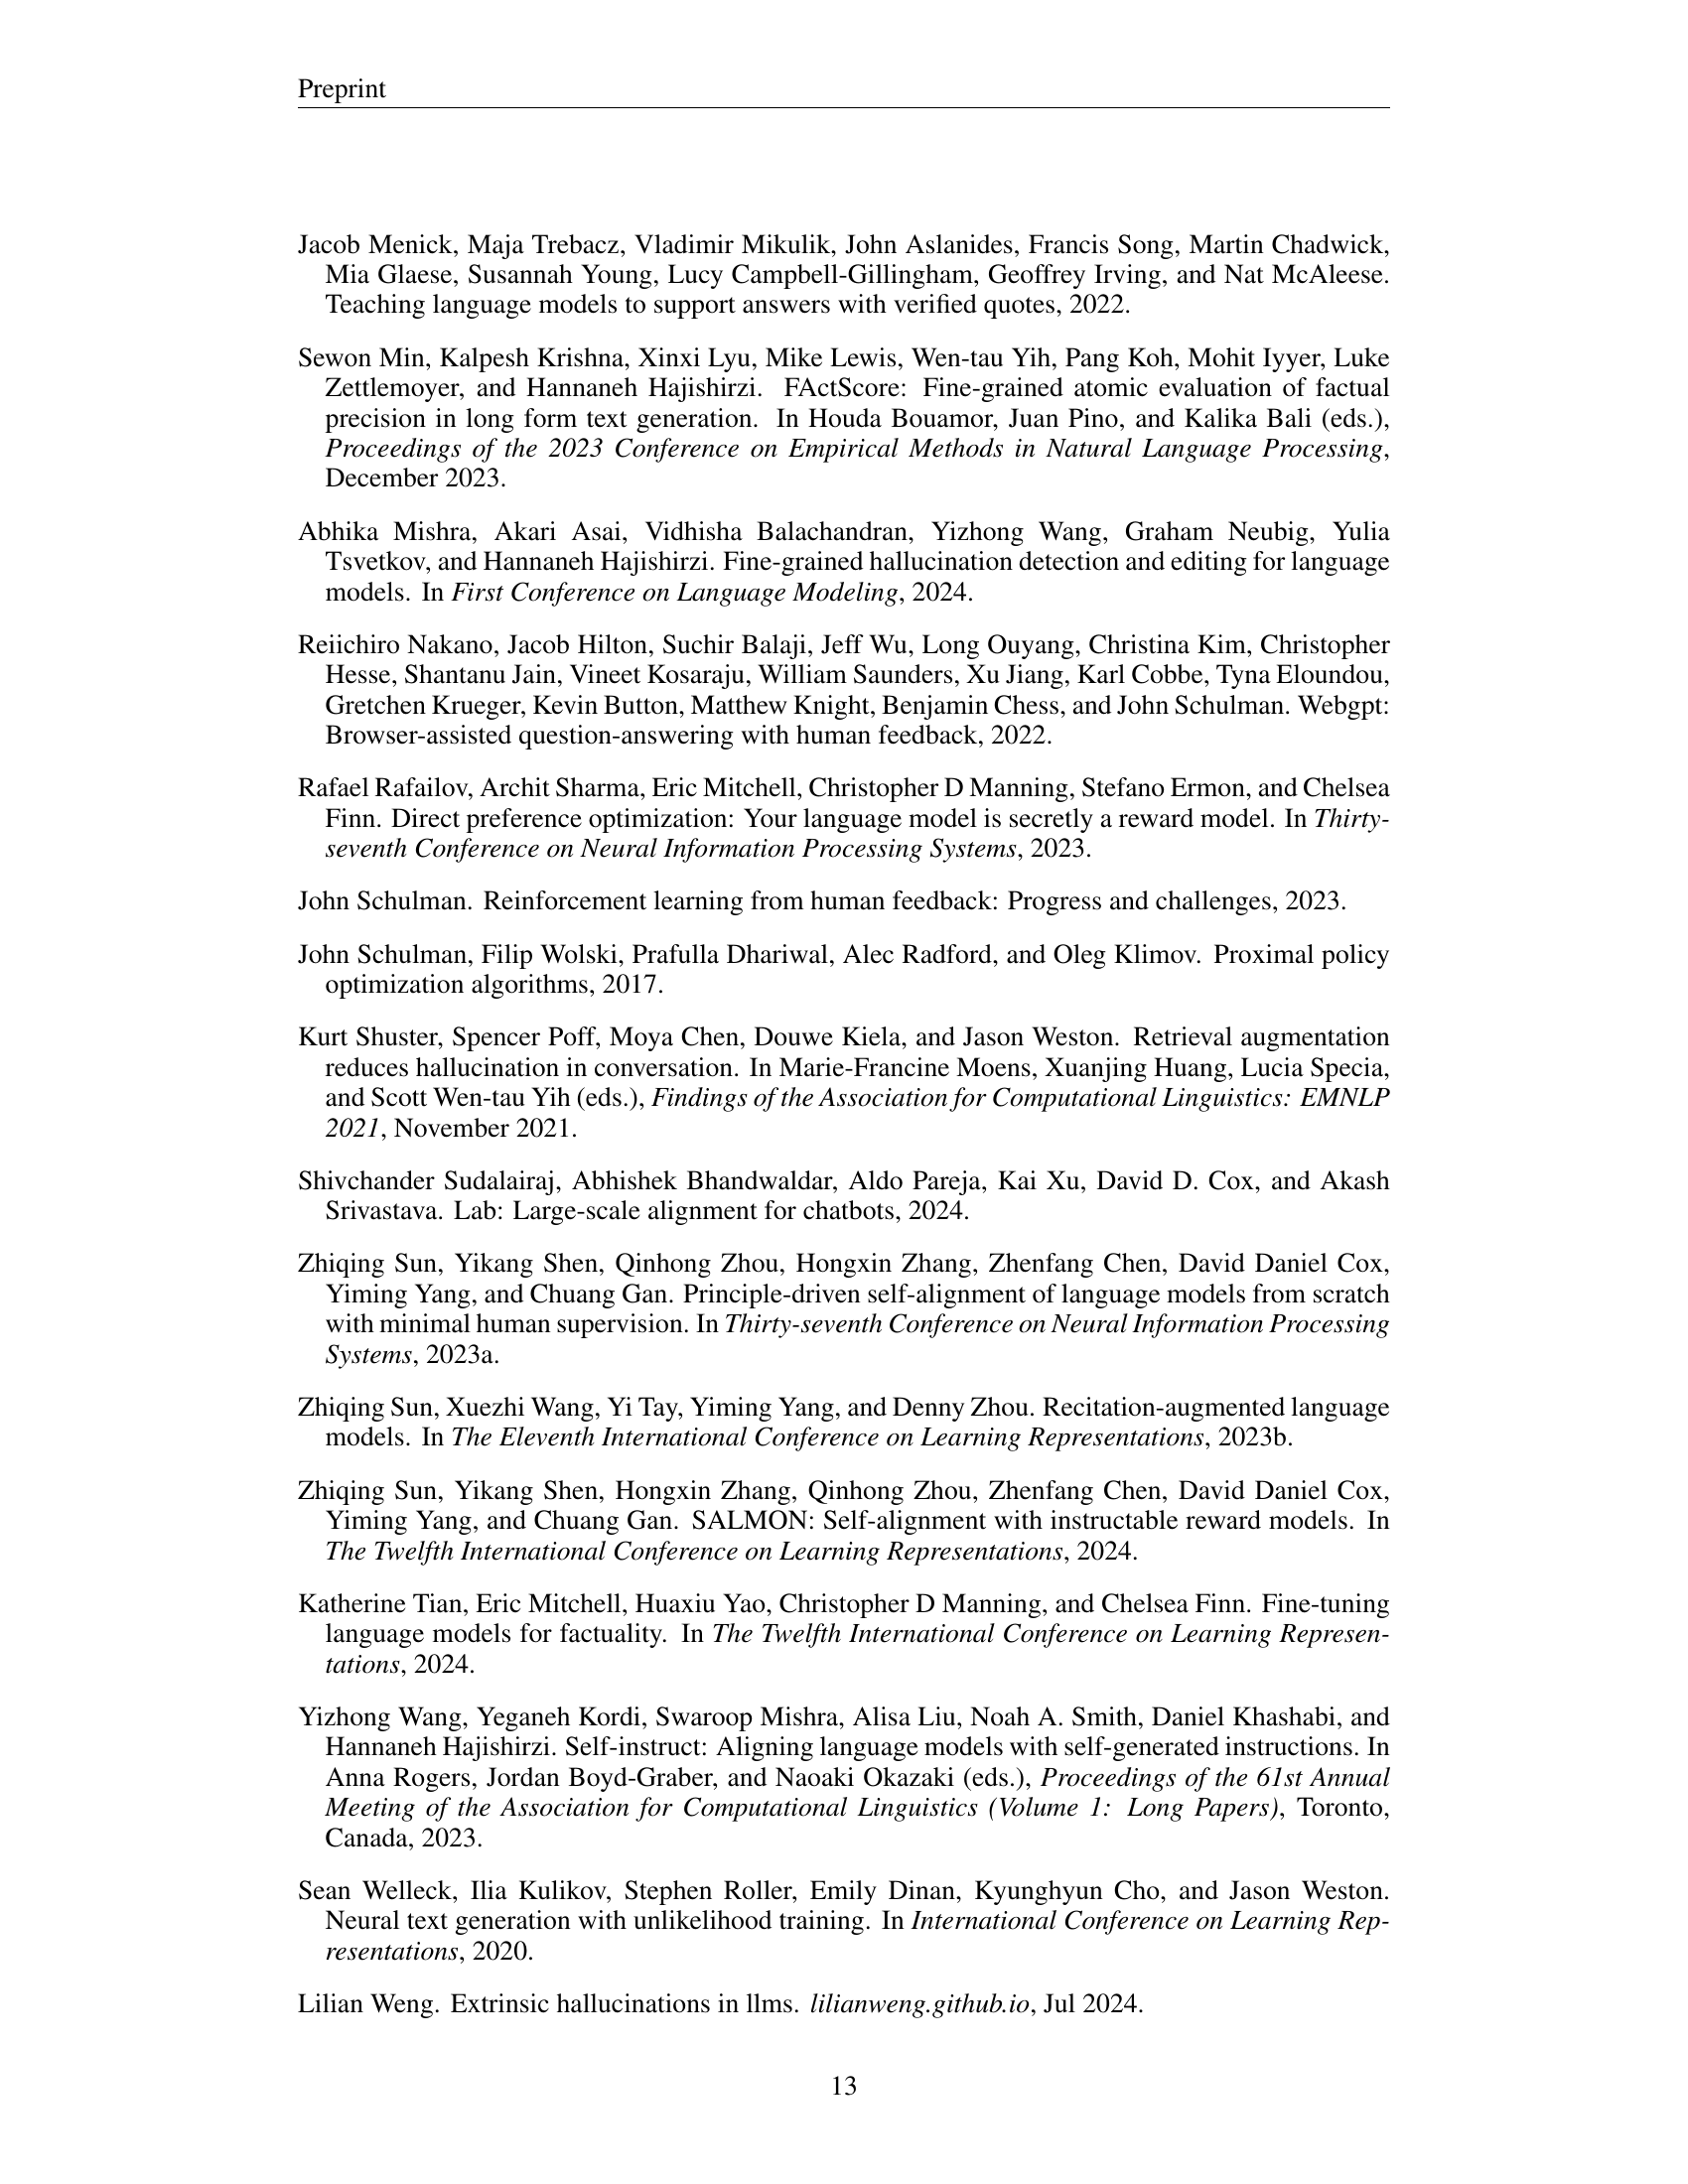 Preprint
Jacob Menick, Maja Trebacz, Vladimir Mikulik, John Aslanides, Francis Song, Martin Chadwick,
Mia Glaese, Susannah Young, Lucy Campbell-Gillingham, Geoffrey Irving, and Nat McAleese.
Teaching language models to support answers with verified quotes, 2022.
Sewon Min, Kalpesh Krishna, Xinxi Lyu, Mike Lewis, Wen-tau Yih, Pang Koh, Mohit Iyyer, Luke
Zettlemoyer, and Hannaneh Hajishirzi. FActScore: Fine-grained atomic evaluation of factual
precision in long form text generation. In Houda Bouamor, Juan Pino, and Kalika Bali (eds.),
Proceedings of the 2023 Conference on Empirical Methods in Natural Language Processing,
December 2023.
Abhika Mishra, Akari Asai, Vidhisha Balachandran, Yizhong Wang, Graham Neubig, Yulia
Tsvetkov, and Hannaneh Hajishirzi. Fine-grained hallucination detection and editing for language
models. In First Conference on Language Modeling, 2024.
Reiichiro Nakano, Jacob Hilton, Suchir Balaji, Jeff Wu, Long Ouyang, Christina Kim, Christopher
Hesse, Shantanu Jain, Vineet Kosaraju, William Saunders, Xu Jiang, Karl Cobbe, Tyna Eloundou,
Gretchen Krueger, Kevin Button, Matthew Knight, Benjamin Chess, and John Schulman. Webgpt:
Browser-assisted question-answering with human feedback, 2022.
Rafael Rafailov, Archit Sharma, Eric Mitchell, Christopher D Manning, Stefano Ermon, and Chelsea
Finn. Direct preference optimization: Your language model is secretly a reward model. In Thirty-
seventh Conference on Neural Information Processing Systems, 2023.
John Schulman. Reinforcement learning from human feedback: Progress and challenges, 2023.
John Schulman, Filip Wolski, Prafulla Dhariwal, Alec Radford, and Oleg Klimov. Proximal policy
optimization algorithms, 2017.
Kurt Shuster, Spencer Poff, Moya Chen, Douwe Kiela, and Jason Weston. Retrieval augmentation
reduces hallucination in conversation. In Marie-Francine Moens, Xuanjing Huang, Lucia Specia,
and Scott Wen-tau Yih (eds.), Findings of the Association for Computational Linguistics: EMNLP
2021, November 2021.
Shivchander Sudalairaj, Abhishek Bhandwaldar, Aldo Pareja, Kai Xu, David D. Cox, and Akash
Srivastava. Lab: Large-scale alignment for chatbots, 2024.
Zhiqing Sun, Yikang Shen, Qinhong Zhou, Hongxin Zhang, Zhenfang Chen, David Daniel Cox,
Yiming Yang, and Chuang Gan. Principle-driven self-alignment of language models from scratch
with minimal human supervision. In Thirty-seventh Conference on Neural Information Processing
Systems, 2023a.
Zhiqing Sun, Xuezhi Wang, Yi Tay, Yiming Yang, and Denny Zhou. Recitation-augmented language
models. In The Eleventh International Conference on Learning Representations, 2023b.
Zhiqing Sun, Yikang Shen, Hongxin Zhang, Qinhong Zhou, Zhenfang Chen, David Daniel Cox,
Yiming Yang, and Chuang Gan. SALMON: Self-alignment with instructable reward models. In
The Twelfth International Conference on Learning Representations, 2024.
Katherine Tian, Eric Mitchell, Huaxiu Yao, Christopher D Manning, and Chelsea Finn. Fine-tuning
language models for factuality. In The Twelfth International Conference on Learning Represen-
tations, 2024.
Yizhong Wang, Yeganeh Kordi, Swaroop Mishra, Alisa Liu, Noah A. Smith, Daniel Khashabi, and
Hannaneh Hajishirzi. Self-instruct: Aligning language models with self-generated instructions. In
Anna Rogers, Jordan Boyd-Graber, and Naoaki Okazaki (eds.), Proceedings of the 61st Annual
Meeting of the Association for Computational Linguistics (Volume 1: Long Papers), Toronto,
Canada, 2023.
Sean Welleck, Ilia Kulikov, Stephen Roller, Emily Dinan, Kyunghyun Cho, and Jason Weston.
Neural text generation with unlikelihood training. In International Conference on Learning Rep-
resentations, 2020.
Lilian Weng. Extrinsic hallucinations in llms. lilianweng.github.io, Jul 2024.
13